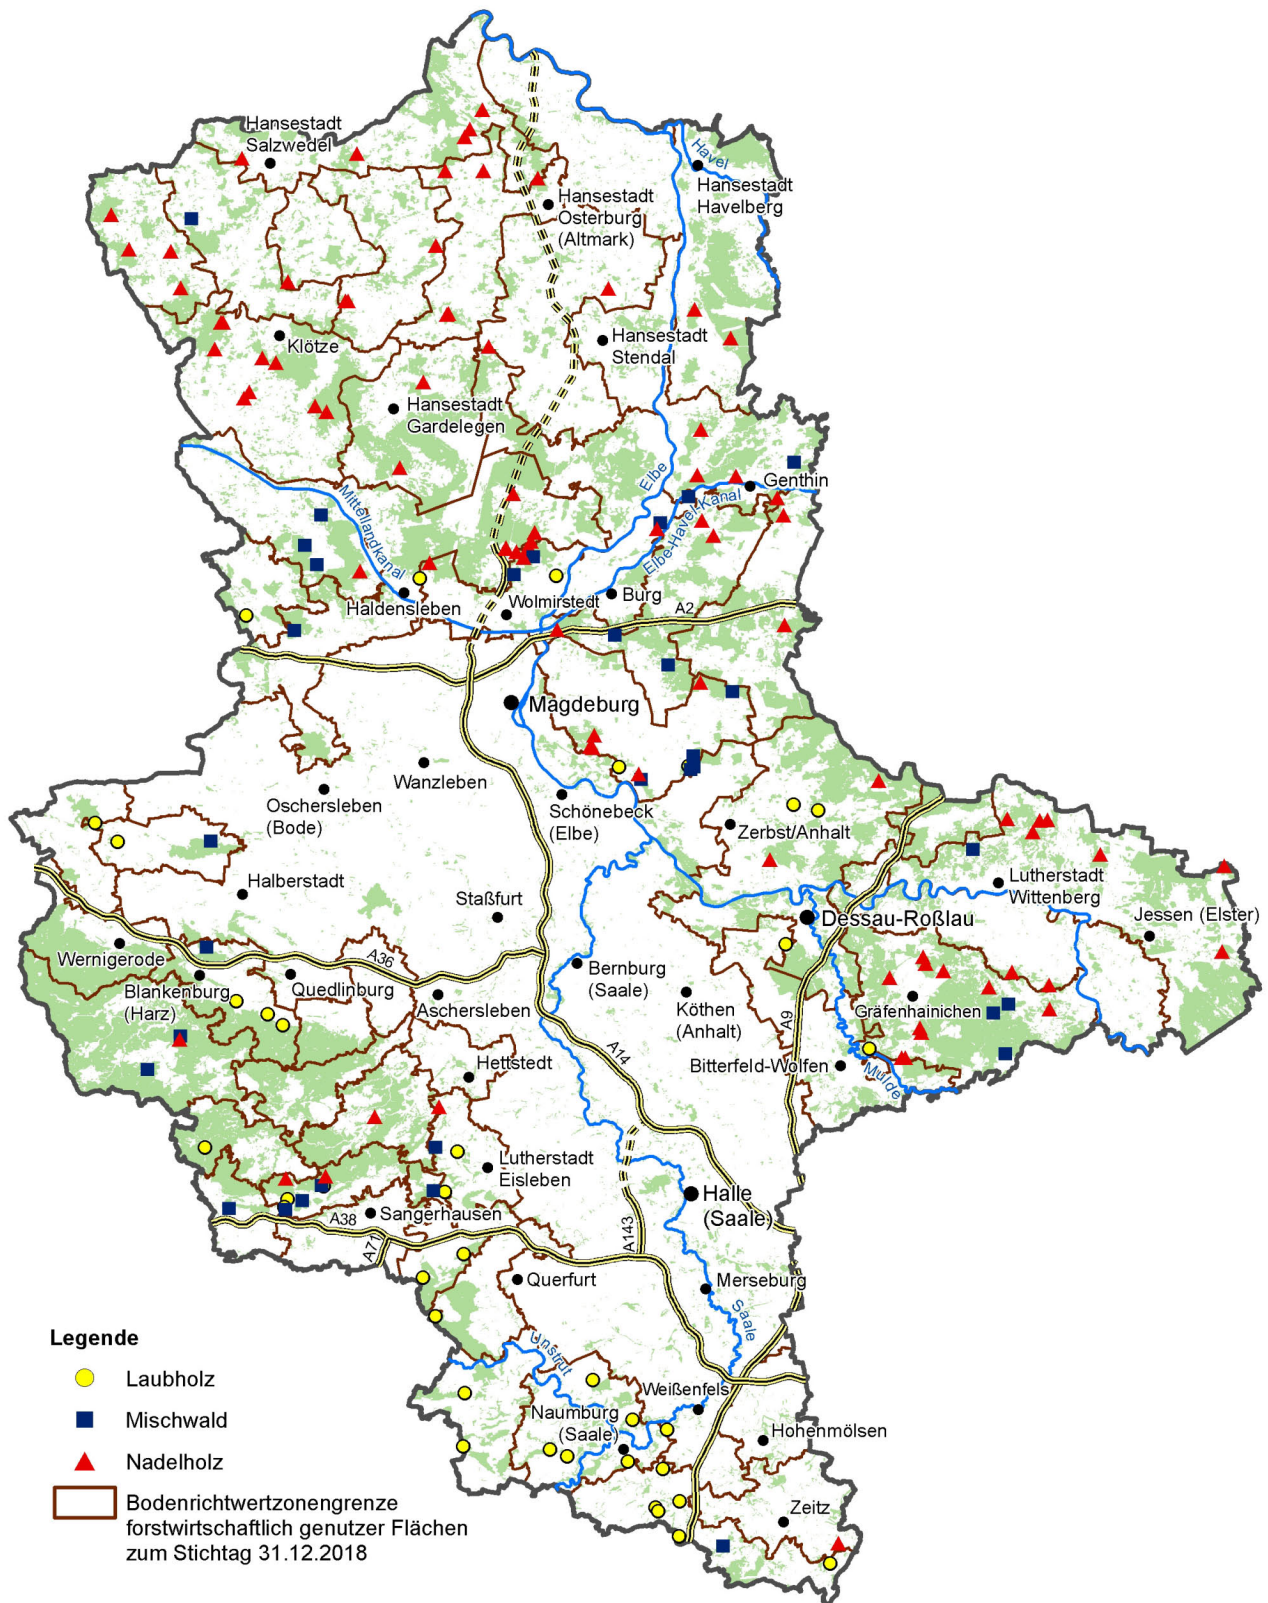 Hansestadt
Salzwedel
Havel
Hansestadt
Havelberg
Hansestadt
Osterburg
(Altmark)
Klötze
Hansestadt
Stendal
Hansestadt
Gardelegen
Elbe
Genthin
Mittellandkanal
Elbe-Havel-Kanal
Haldensleben
Wolmirstedt
Burg
A2
Magdeburg
Wanzleben
Oschersleben
(Bode)
Schönebeck
(Elbe)
Zerbst/Anhalt
Halberstadt
Staßfurt
Lutherstadt
Wittenberg
Dessau-Roßlau
Jessen (Elster)
Wernigerode
A36
Blankenburg
(Harz)
Quedlinburg
Aschersleben
Bernburg
(Saale)
Köthen
(Anhalt)
A9
Gräfenhainichen
A14
Bitterfeld-Wolfen
Mulde
Hettstedt
Lutherstadt
Eisleben
Halle
(Saale)
Sangerhausen
A38
A71
A143
Querfurt
Merseburg
Saale
Unstrut
Weißenfels
Naumburg
(Saale)
Hohenmölsen
Zeitz
Legende
Laubholz
Mischwald
Nadelholz
Bodenrichtwertzonengrenze
forstwirtschaftlich genutzer Flächen
zum Stichtag 31.12.2018